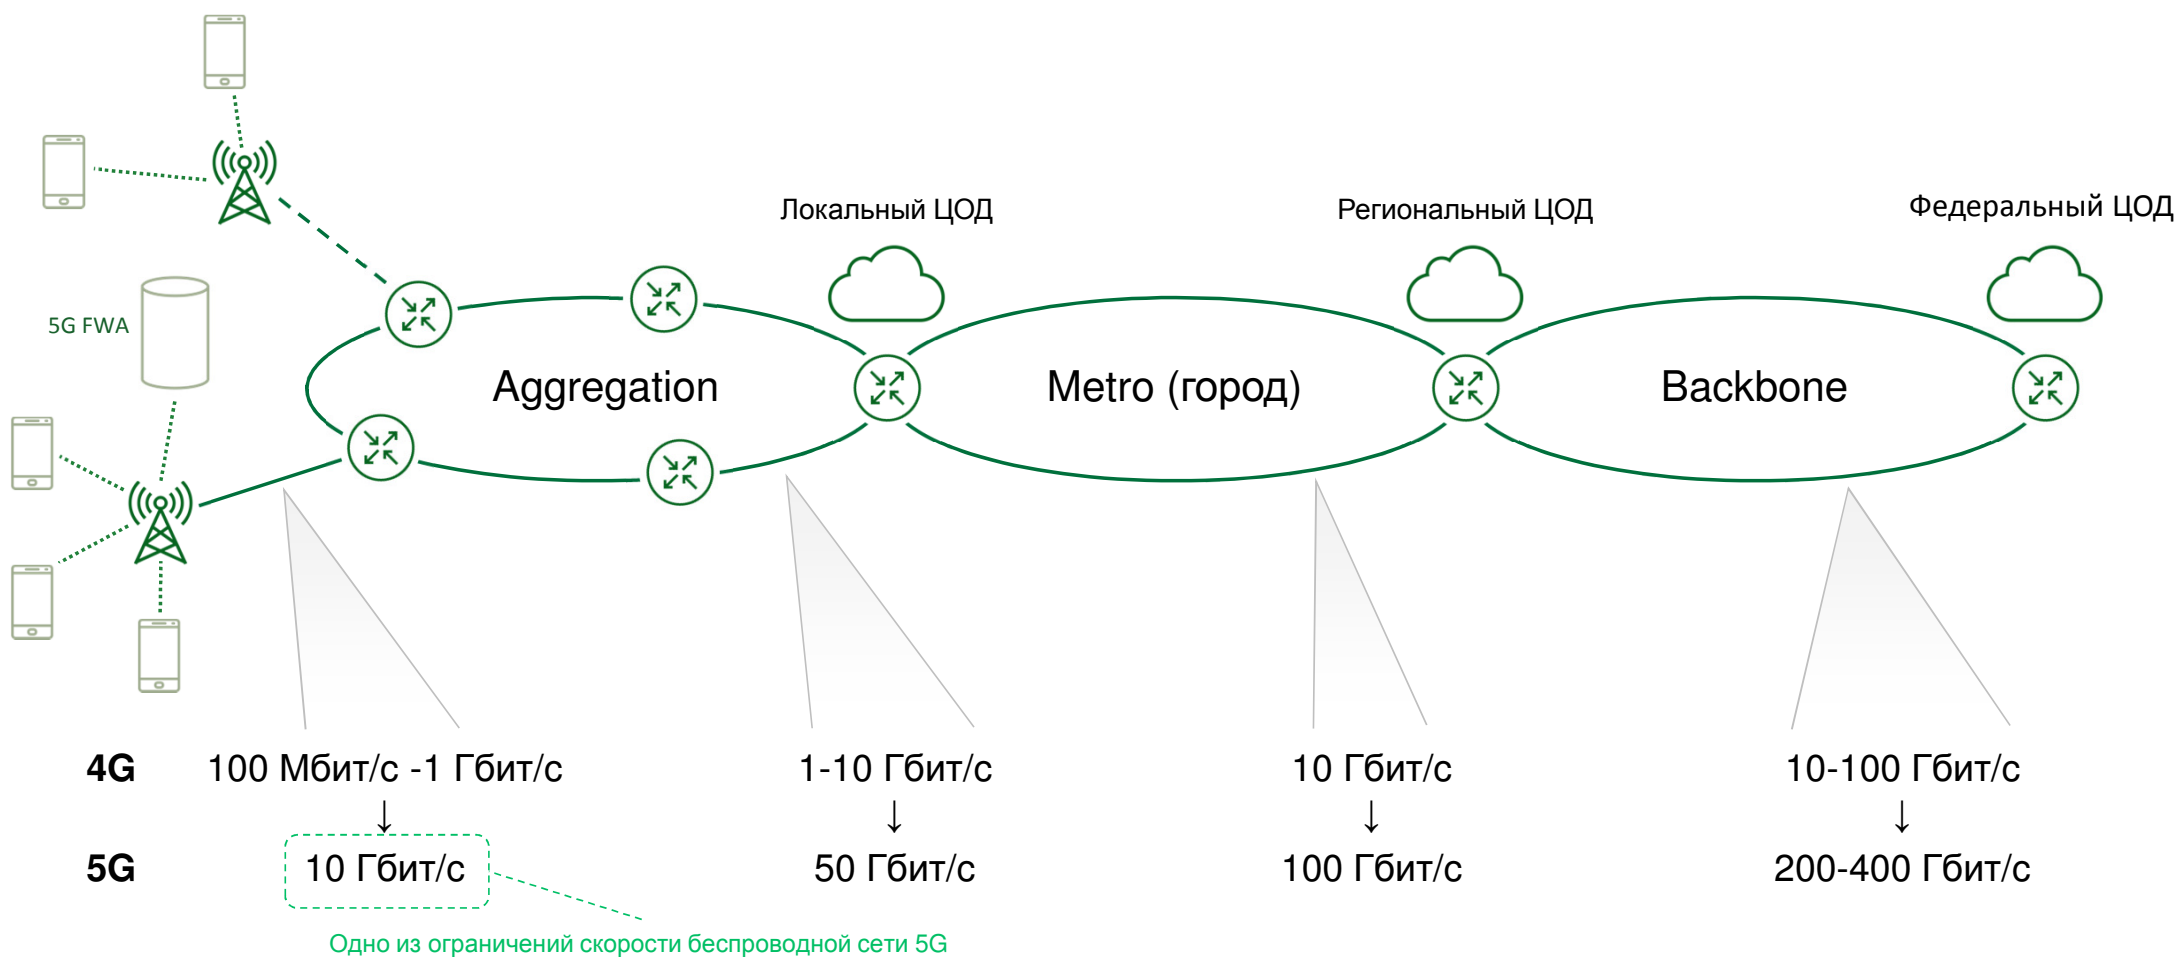 Локальный ЦОД
Региональный ЦОД
Федеральный ЦОД
5G FWA
Aggregation
Metro (город)
Backbone
4G 100 Мбит/с -1 Гбит/с 1-10 Гбит/с 10 Гбит/с 10-100 Гбит/с
↓ ↓ ↓ ↓
5G 10 Гбит/с 50 Гбит/с 100 Гбит/с 200-400 Гбит/с
Одно из ограничений скорости беспроводной сети 5G